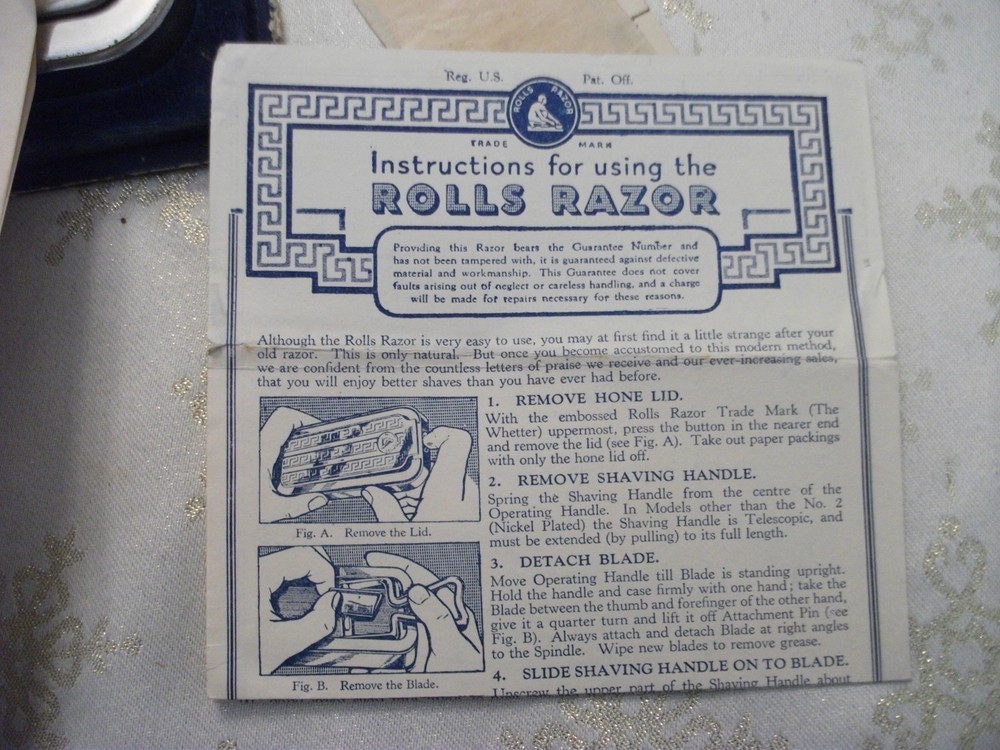 Reg. U.S. Pat. Off.
ROLLS RAZOR
TRADE MARK
Instructions for using the
ROLLS RAZOR
Providing this Razor bears the Guarantee Number and
has not been tampered with, it is guaranteed against defective
material and workmanship. This Guarantee does not cover
faults arising out of neglect or careless handling, and a charge
will be made for repairs necessary for these reasons.
Although the Rolls Razor is very easy to use, you may at first find it a little strange after your
old razor. This is only natural. But once you become accustomed to this modern method,
we are confident from the countless letters of praise we receive and our ever-increasing sales,
that you will enjoy better shaves than you have ever had before.
Fig. A. Remove the Lid.
Fig. B. Remove the Blade.
1. REMOVE HONE LID.
With the embossed Rolls Razor Trade Mark (The
Whetter) uppermost, press the button in the nearer end
and remove the lid (see Fig. A). Take out paper packings
with only the hone lid off.
2. REMOVE SHAVING HANDLE.
Spring the Shaving Handle from the centre of the
Operating Handle. In Models other than the No. 2
(Nickel Plated) the Shaving Handle is Telescopic, and
must be extended (by pulling) to its full length.
3. DETACH BLADE.
Move Operating Handle till Blade is standing upright.
Hold the handle and case firmly with one hand; take the
Blade between the thumb and forefinger of the other hand,
give it a quarter turn and lift it off Attachment Pin (see
Fig. B). Always attach and detach Blade at right angles
to the Spindle. Wipe new blades to remove grease.
4. SLIDE SHAVING HANDLE ON TO BLADE.
Unscrew the upper part of the Shaving Handle about